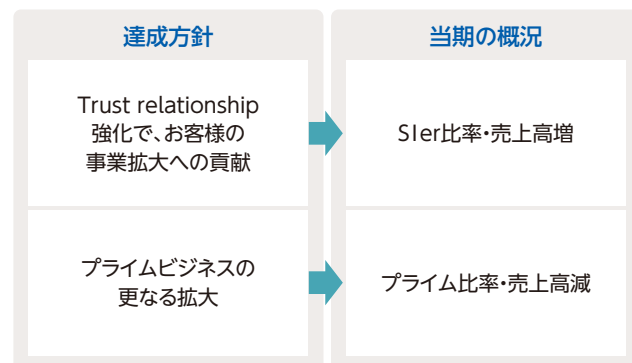 達成方針
当期の概況
Trust relationship
強化で、お客様の
事業拡大への貢献
SIer比率・売上高増
プライムビジネスの
更なる拡大
プライム比率・売上高減